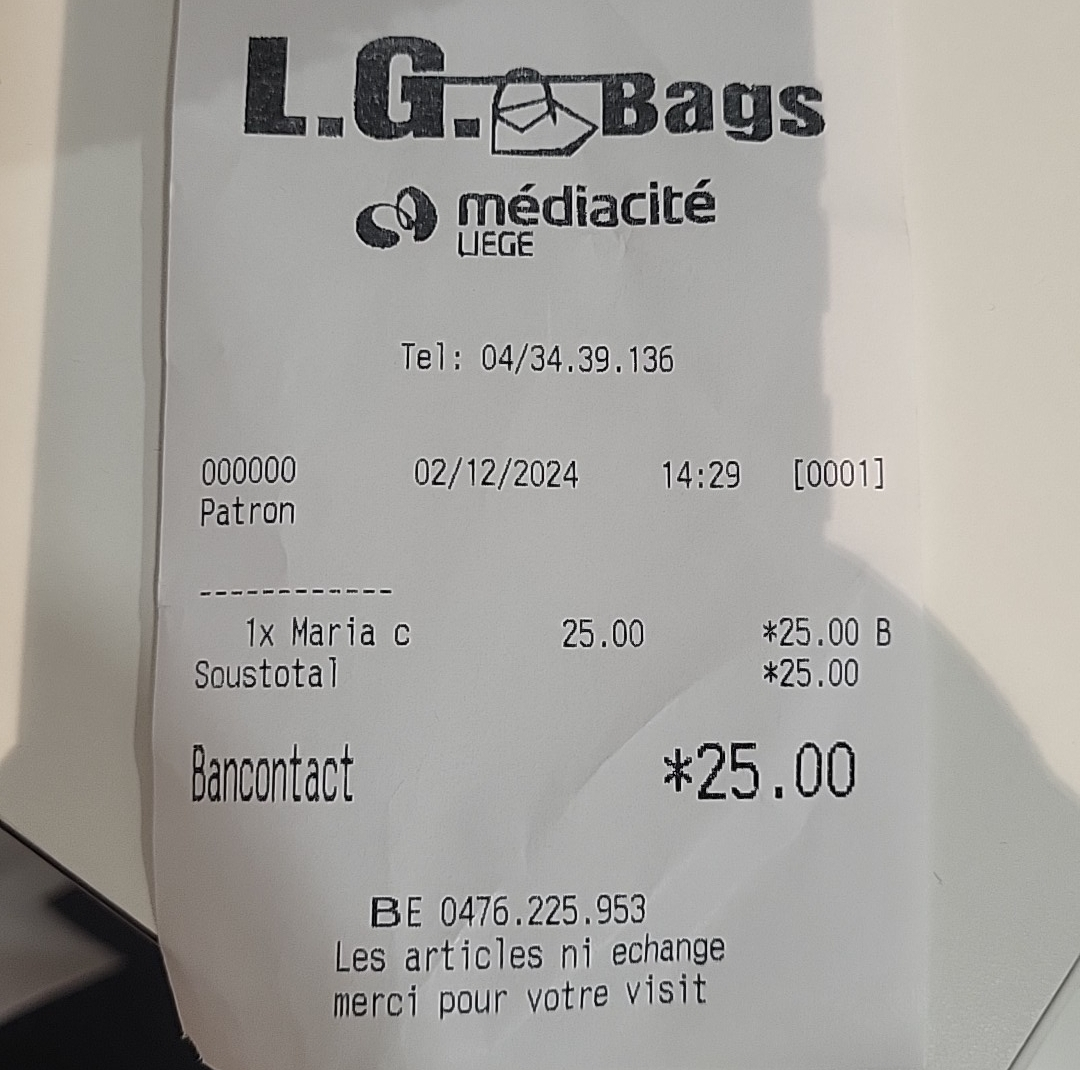 L.G. Bags
médiacité
LIEGE
Tel: 04/34.39.136
000000 02/12/2024 14:29 [0001]
Patron
------------
1x Maria c 25.00 *25.00 B
Soustotal *25.00
Bancontact *25.00
BE 0476.225.953
Les articles ni echange
merci pour votre visit